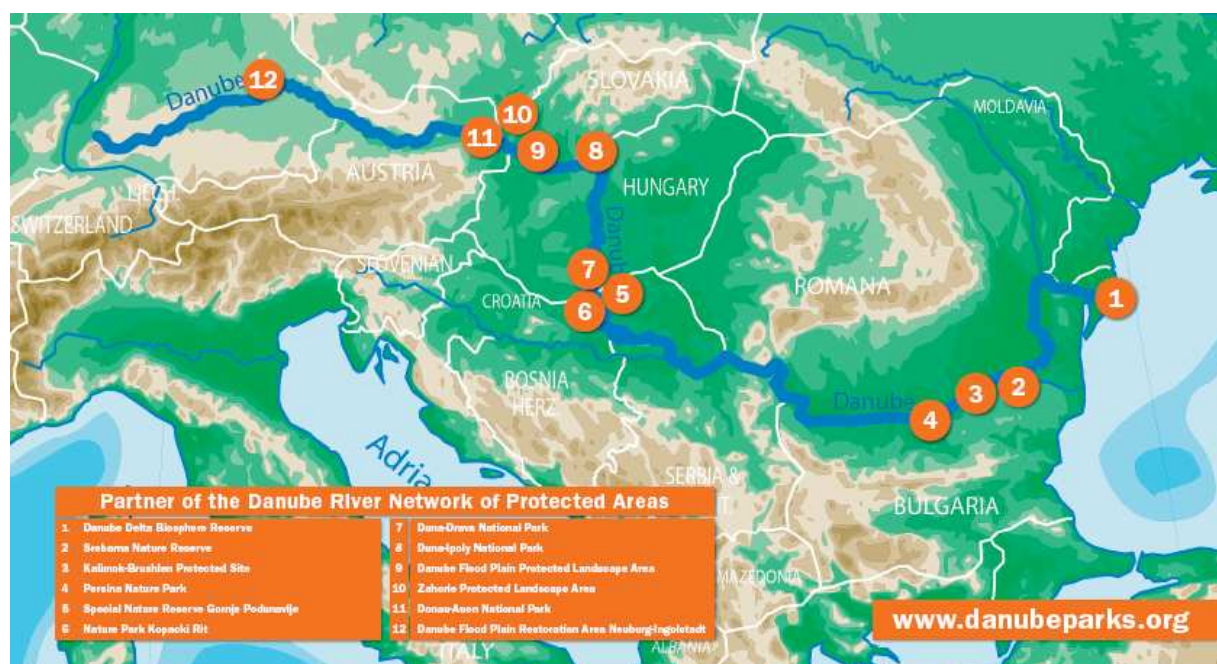 Danube
12
SLOVAKIA
MOLDAVIA
10
11
9
8
AUSTRIA
HUNGARY
LIECH.
SWITZERLAND
Danube
7
SLOVENIAN
5
ROMANA
CROATIA
6
1
BOSNIA
HERZ
2
3
Danube
4
Adria
SERBIA &
BULGARIA
Partner of the Danube River Network of Protected Areas
1 Danube Delta Biosphere Reserve
2 Srebarna Nature Reserve
3 Kalimok-Brushlen Protected Site
4 Persina Nature Park
5 Special Nature Reserve Gornje Podunavlje
6 Nature Park Kopacki Rit
7 Duna-Drava National Park
8 Duna-Ipoly National Park
9 Danube Flood Plain Protected Landscape Area
10 Zahorie Protected Landscape Area
11 Donau-Auen National Park
12 Danube Flood Plain Restoration Area Neuburg-Ingolstadt
MAZEDONIA
www.danubeparks.org
ITALY
ALBANIA